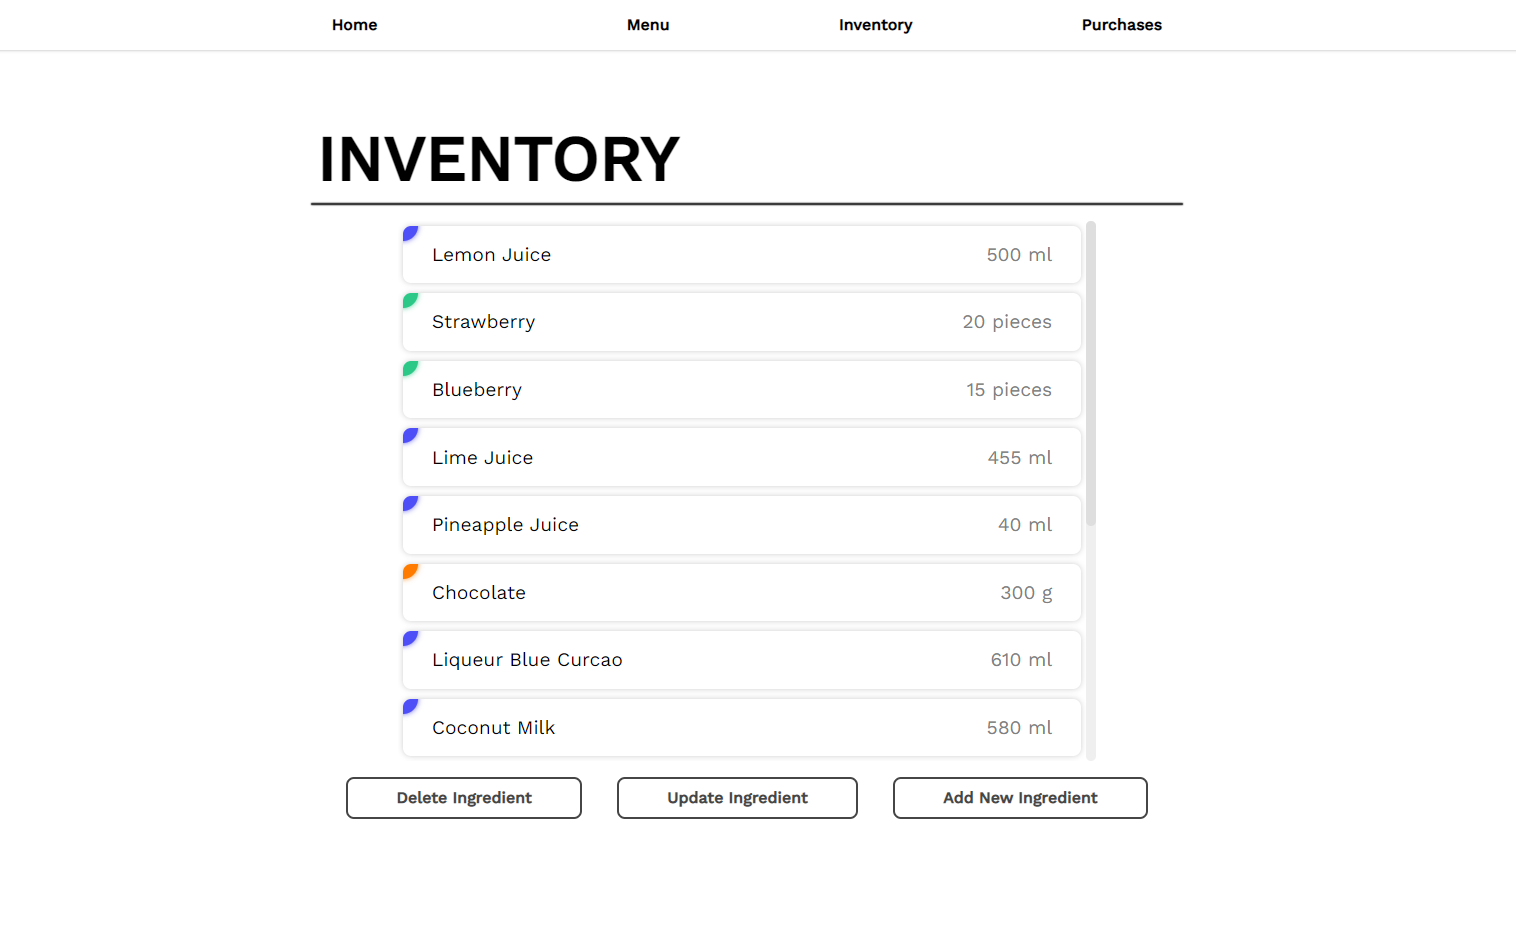 Home Menu Inventory Purchases
INVENTORY
Lemon Juice 500 ml
Strawberry 20 pieces
Blueberry 15 pieces
Lime Juice 455 ml
Pineapple Juice 40 ml
Chocolate 300 g
Liqueur Blue Curcao 610 ml
Coconut Milk 580 ml
Delete Ingredient Update Ingredient Add New Ingredient